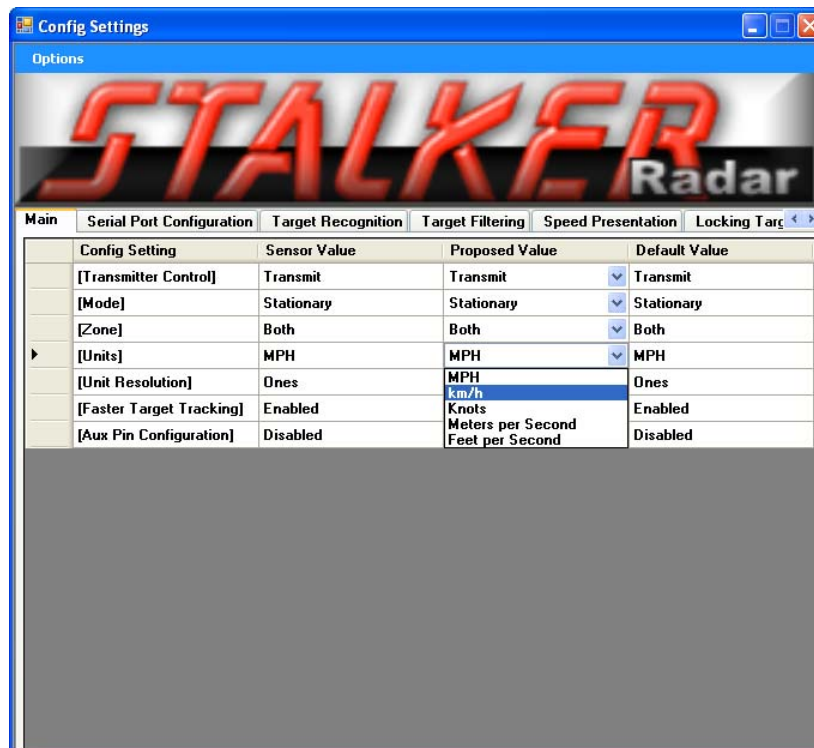 Config Settings
Options
STALKER
Radar
Main Serial Port Configuration Target Recognition Target Filtering Speed Presentation Locking Targ
Config Setting Sensor Value Proposed Value Default Value
[Transmitter Control] Transmit Transmit Transmit
[Mode] Stationary Stationary Stationary
[Zone] Both Both Both
[Units] MPH MPH MPH
[Unit Resolution] Ones MPH Ones
km/h
[Faster Target Tracking] Enabled Knots Enabled
Meters per Second
[Aux Pin Configuration] Disabled Feet per Second Disabled